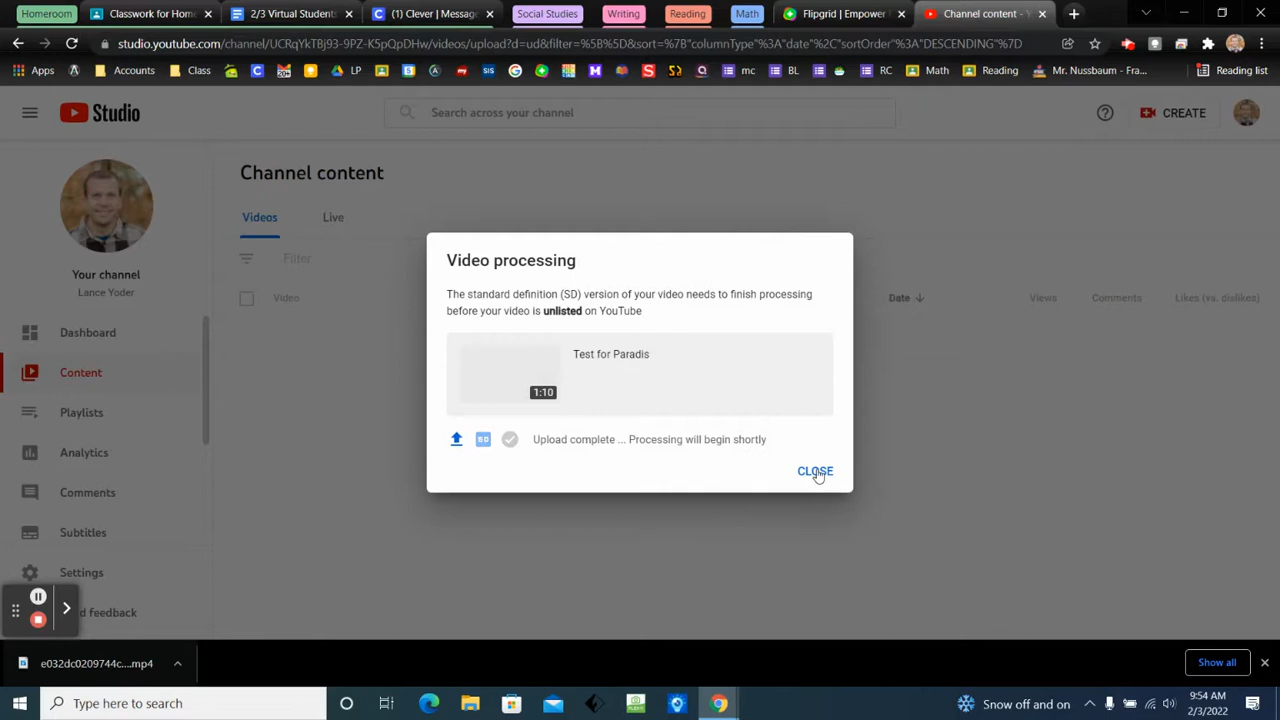 Homeroom
Classwork for Hom
2/3 Virtual Students
(1) Clever | Messag
Social Studies
Writing
Reading
Math
Flipgrid | Empower
Channel content - Y
studio.youtube.com/channel/UCRqYkTBj93-9PZ-K5pQpDHw/videos/upload?d=ud&filter=%5B%5D&sort=%7B"columnType"%3A"date"%2C"sortOrder"%3A"DESCENDING"%7D
Apps
Accounts
Class
LP
SIS
mc
BL
RC
Math
Reading
Mr. Nussbaum - Fra...
Reading list
Studio
Search across your channel
CREATE
Channel content
Videos
Live
Your channel
Lance Yoder
Filter
Video
Date
Views
Comments
Likes (vs. dislikes)
Dashboard
Content
Playlists
Analytics
Comments
Subtitles
Settings
d feedback
Video processing
The standard definition (SD) version of your video needs to finish processing
before your video is unlisted on YouTube
Test for Paradis
1:10
SD
Upload complete ... Processing will begin shortly
CLOSE
e032dc0209744c....mp4
Show all
Type here to search
Snow off and on
9:54 AM
2/3/2022